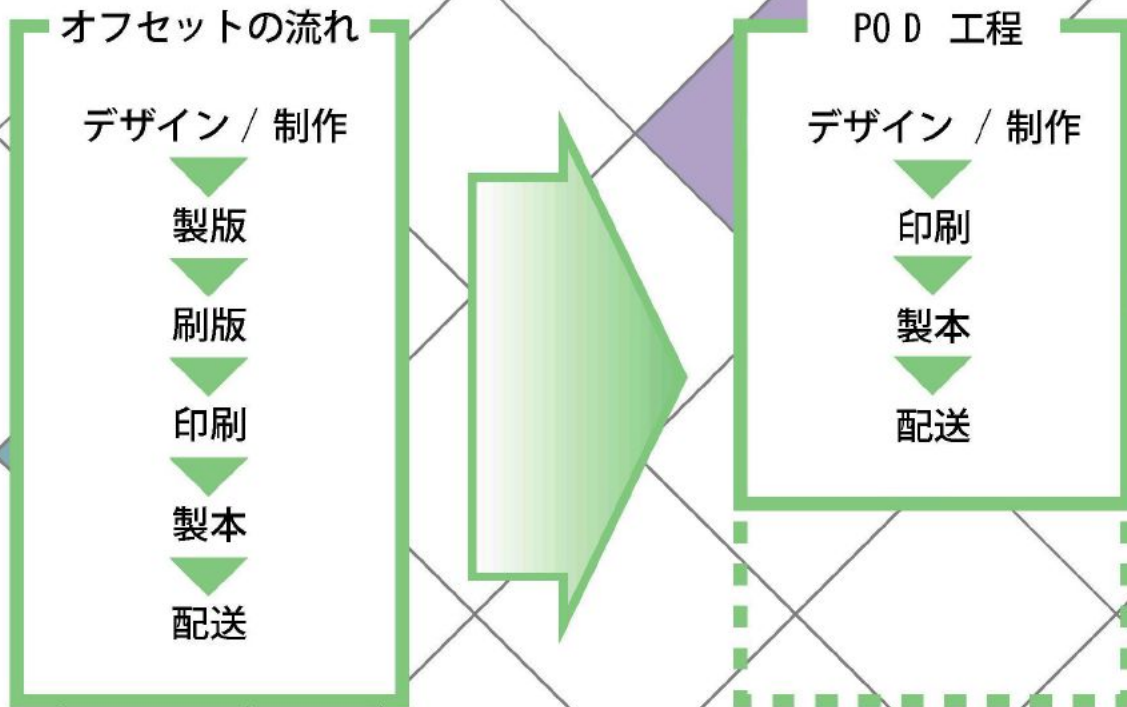 オフセットの流れ
デザイン / 制作
製版
刷版
印刷
製本
配送
POD 工程
デザイン / 制作
印刷
製本
配送